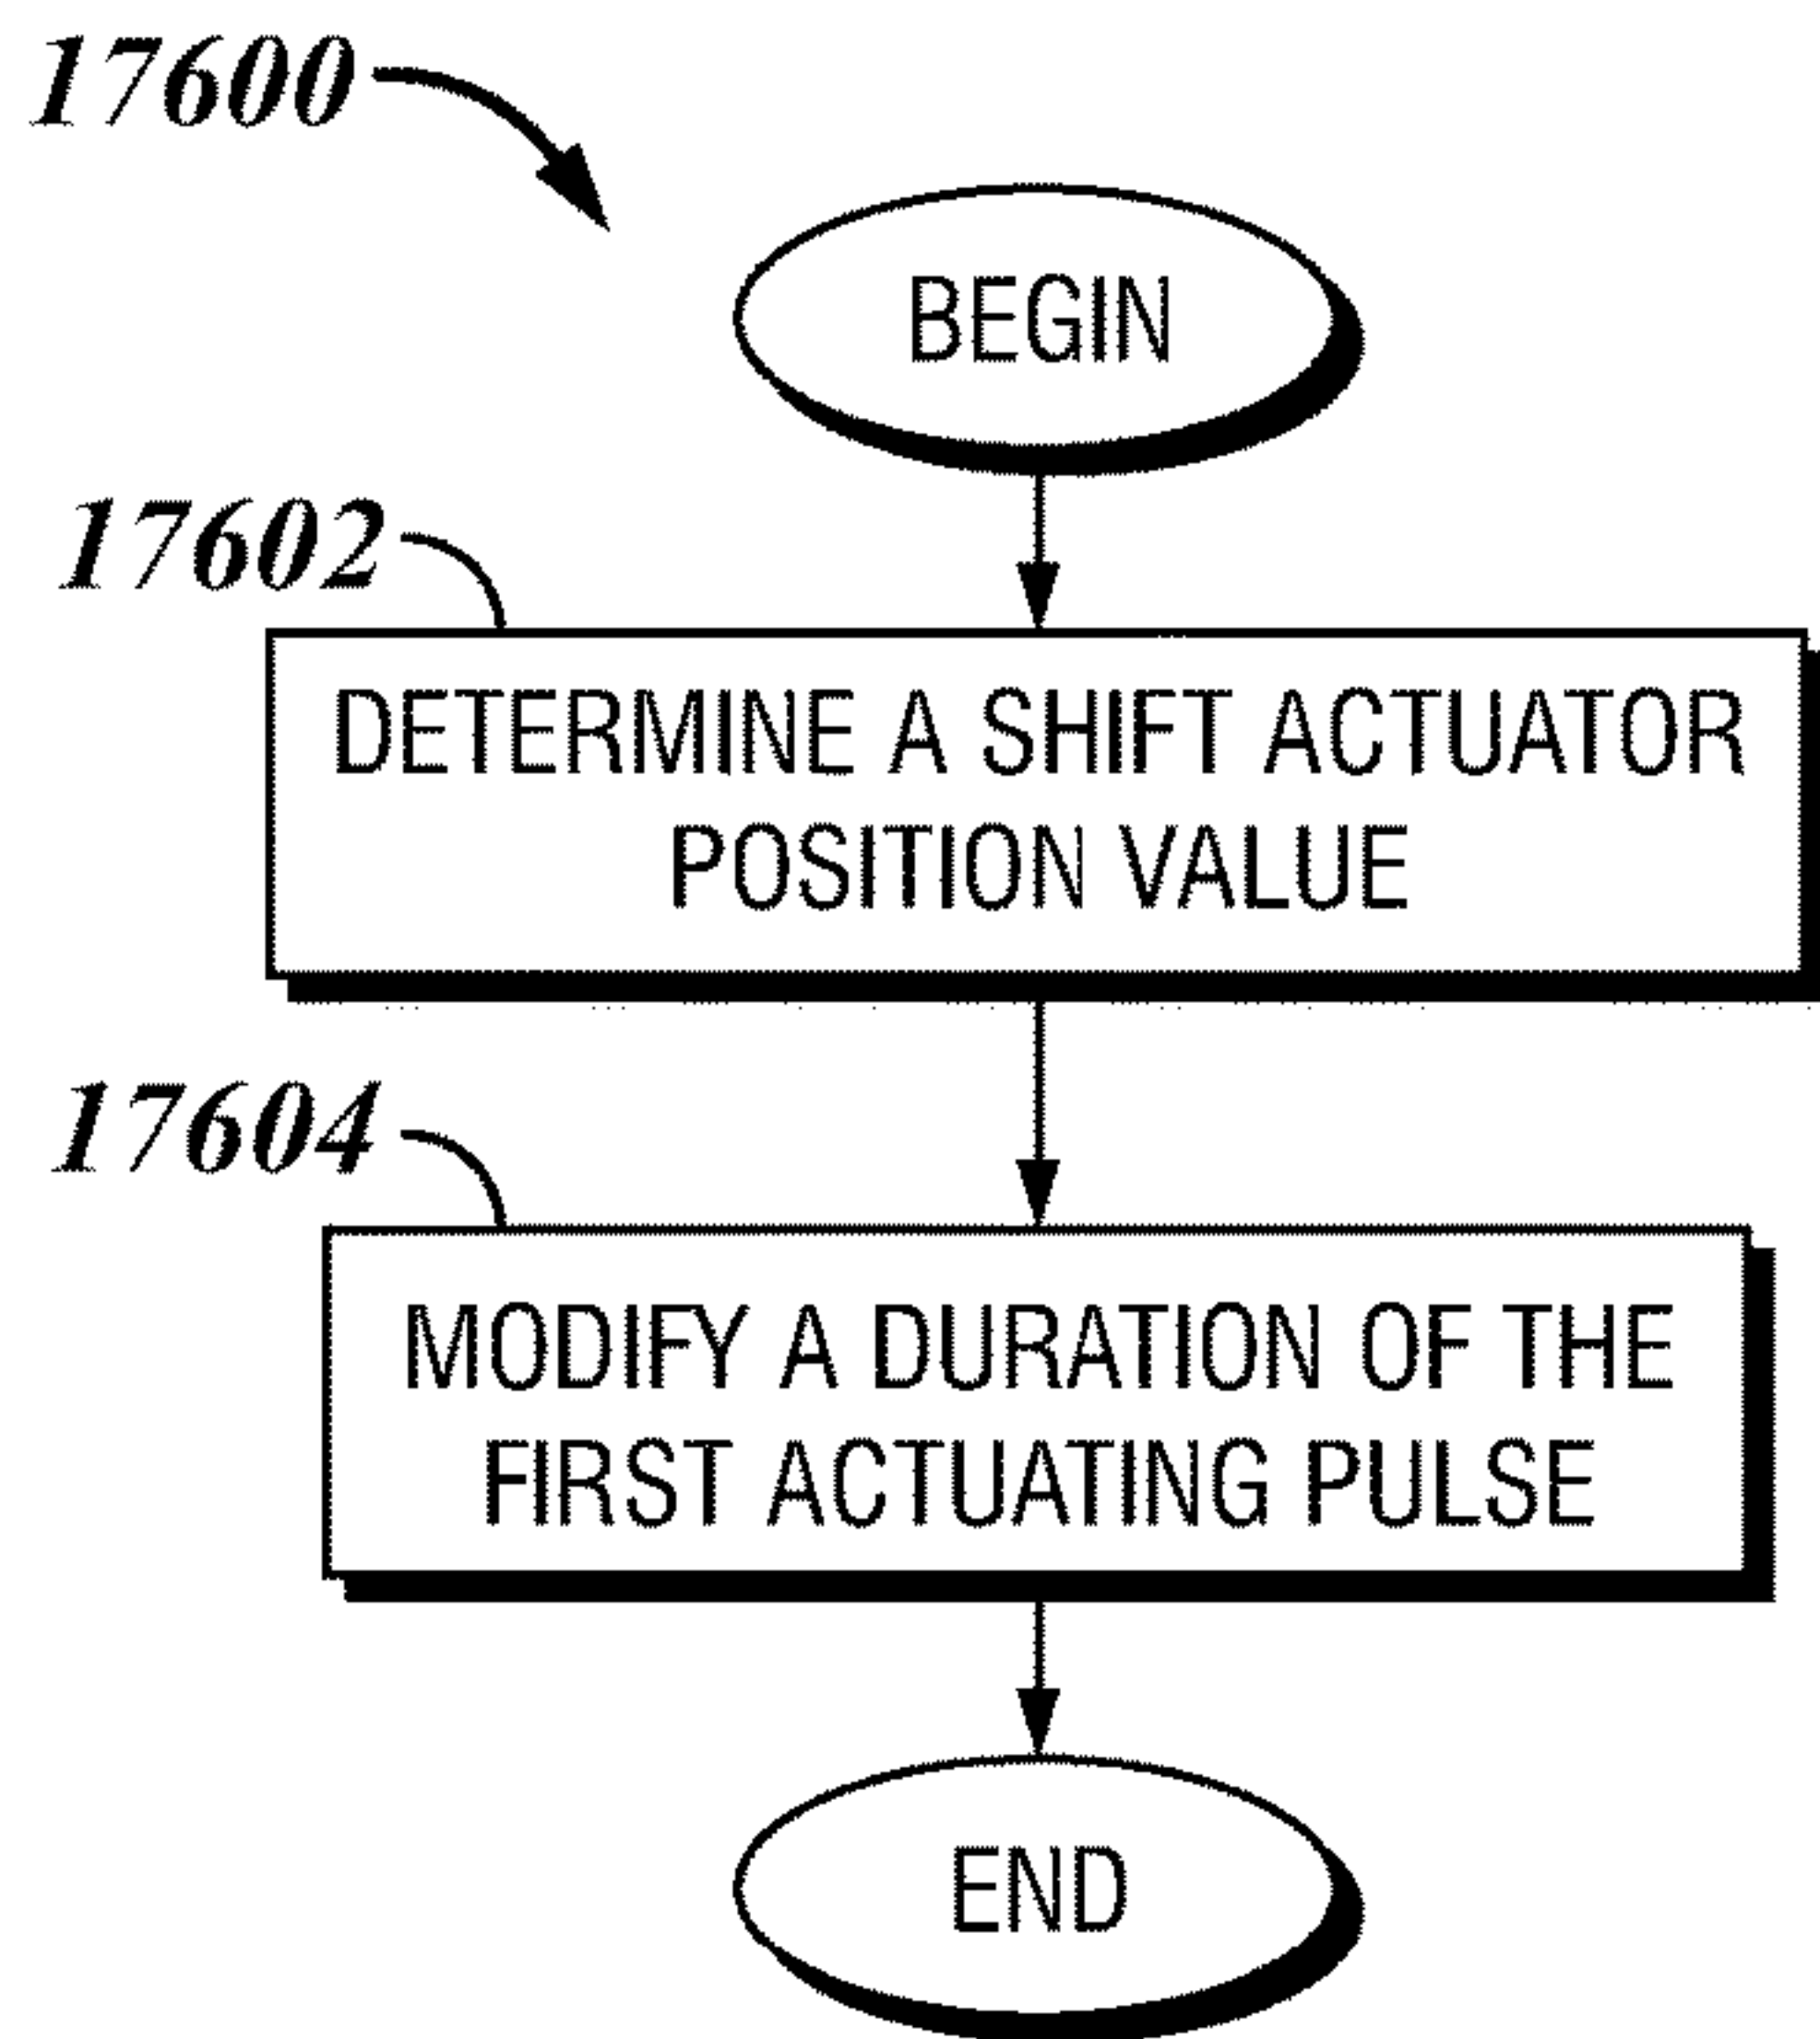 17600
BEGIN
17602
DETERMINE A SHIFT ACTUATOR
POSITION VALUE
17604
MODIFY A DURATION OF THE
FIRST ACTUATING PULSE
END